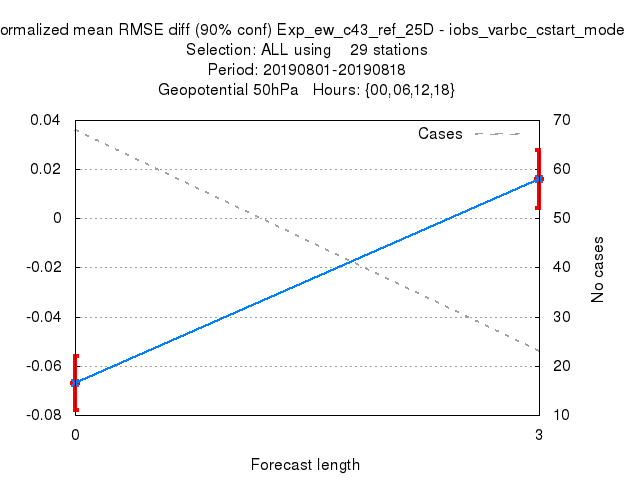 ormalized mean RMSE diff (90% conf) Exp_ew_c43_ref_25D - iobs_varbc_cstart_mode
Selection: ALL using 29 stations
Period: 20190801-20190818
Geopotential 50hPa Hours: {00,06,12,18}
Cases
0.04
0.02
0
-0.02
-0.04
-0.06
-0.08
70
60
50
40
30
20
10
No cases
0
3
Forecast length